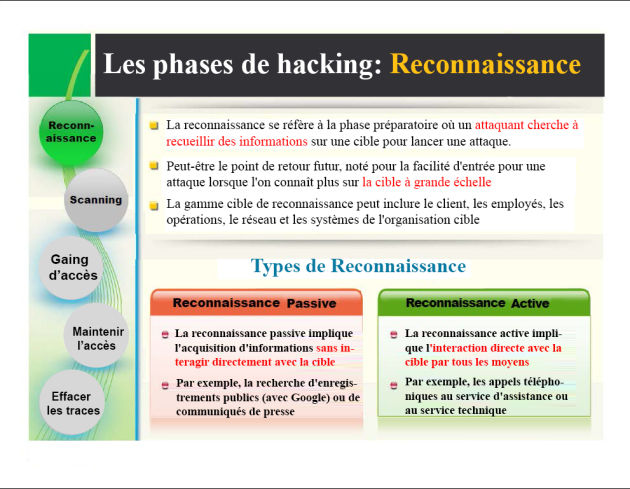 Les phases de hacking: Reconnaissance
Reconn-
aissance
Scanning
Gaing
d'accès
Maintenir
l'accès
Effacer
les traces
La reconnaissance se réfère à la phase préparatoire où un attaquant cherche à
recueillir des informations sur une cible pour lancer une attaque.
Peut-être le point de retour futur, noté pour la facilité d'entrée pour une
attaque lorsque l'on connaît plus sur la cible à grande échelle
La gamme cible de reconnaissance peut inclure le client, les employés, les
opérations, le réseau et les systèmes de l'organisation cible
Types de Reconnaissance
Reconnaissance Passive
La reconnaissance passive implique
l'acquisition d'informations sans in-
teragir directement avec la cible
Par exemple, la recherche d'enregis-
trements publics (avec Google) ou de
communiqués de presse
Reconnaissance Active
La reconnaissance active impli-
que l'interaction directe avec la
cible par tous les moyens
Par exemple, les appels télépho-
niques au service d'assistance ou
au service technique